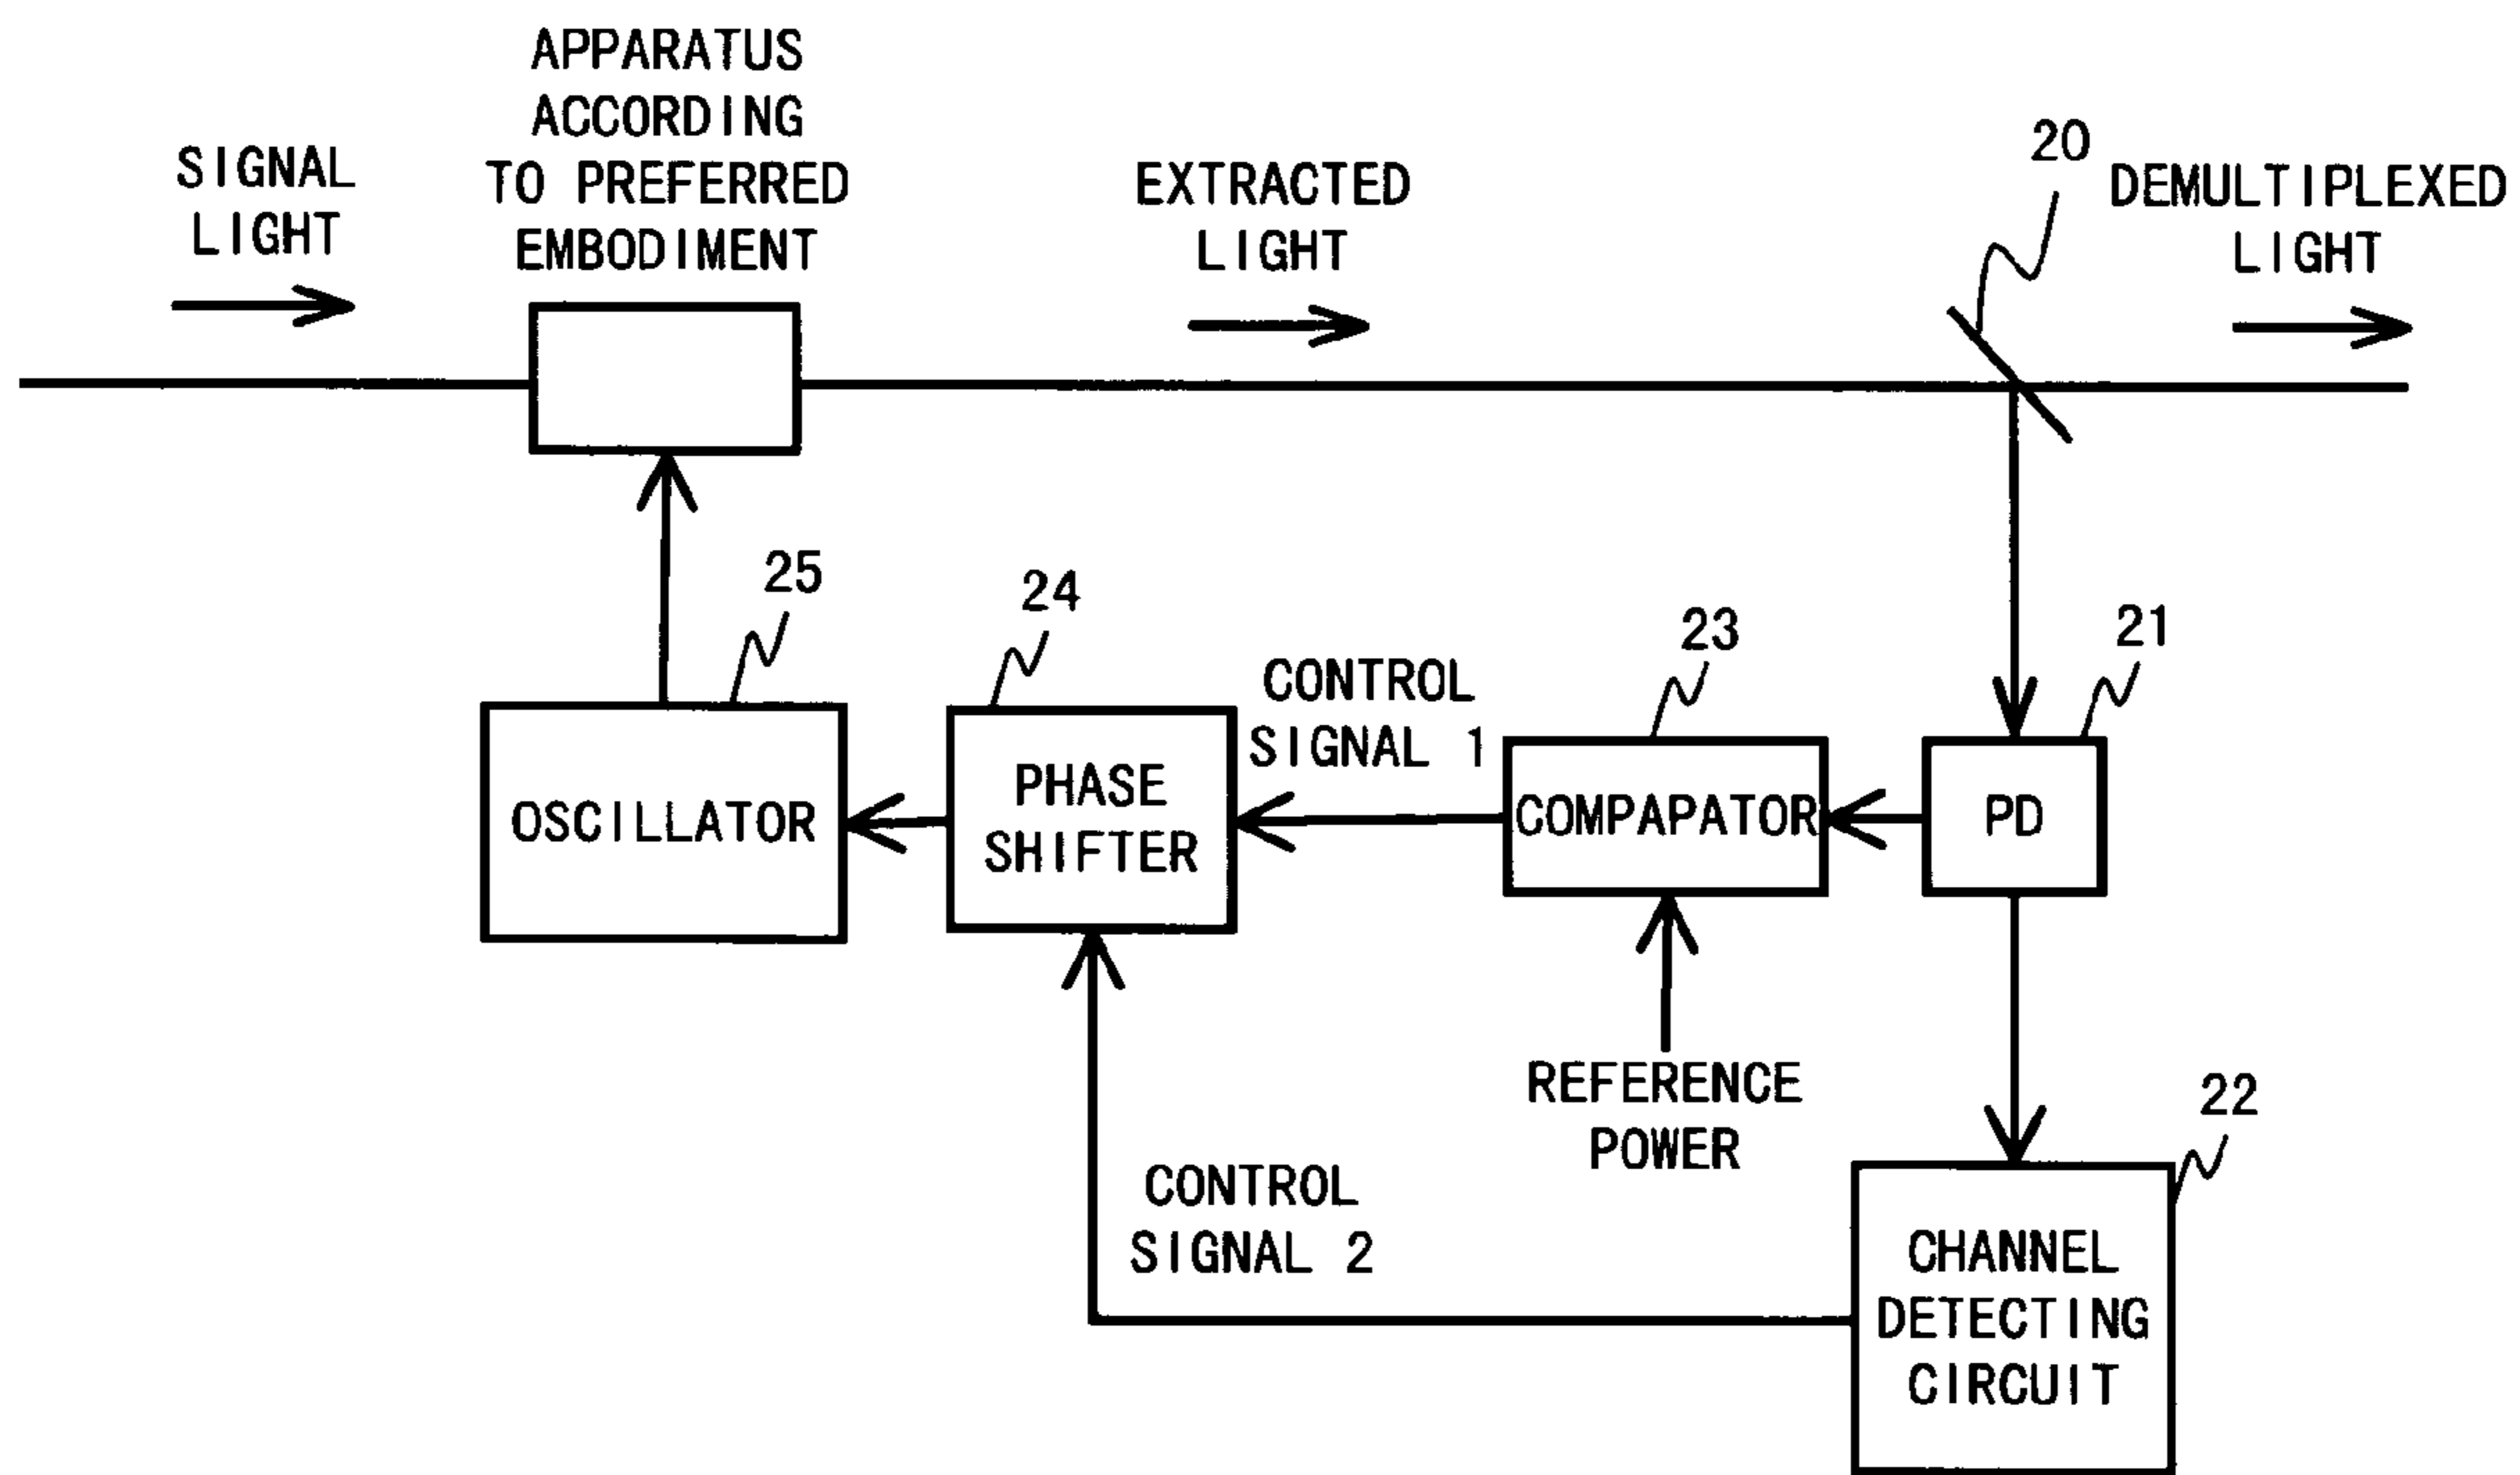 APPARATUS
ACCORDING
TO PREFERRED
EMBODIMENT
SIGNAL
LIGHT
EXTRACTED
LIGHT
20
DEMULTIPLEXED
LIGHT
25
24
23
21
CONTROL
SIGNAL 1
OSCILLATOR
PHASE
SHIFTER
COMPAPATOR
PD
REFERENCE
POWER
22
CONTROL
SIGNAL 2
CHANNEL
DETECTING
CIRCUIT